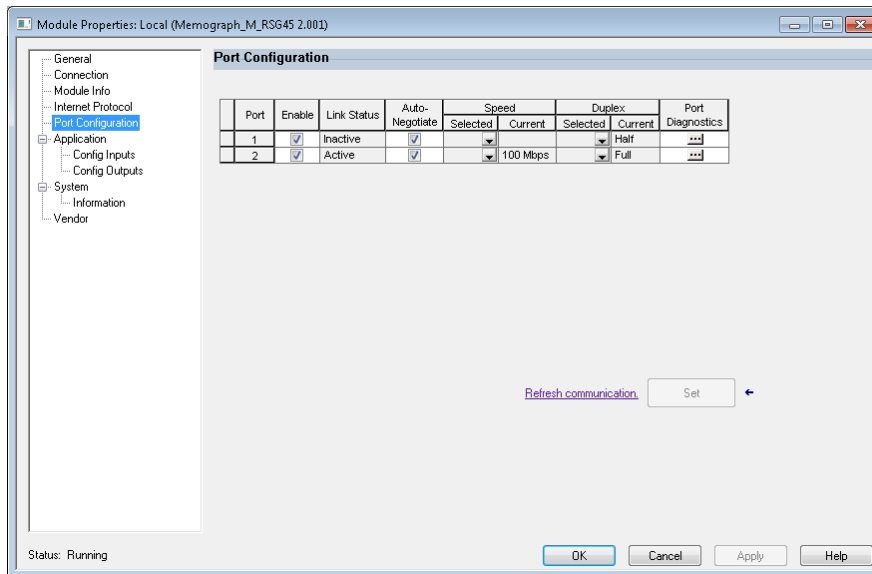 Module Properties: Local (Memograph_M_RSG45 2.001)
General
Connection
Module Info
Internet Protocol
Port Configuration
Application
Config Inputs
Config Outputs
System
Information
Vendor
Port Configuration
Port Enable Link Status Auto-Negotiate Speed Duplex Port Diagnostics
Selected Current Selected Current
1 Inactive Half ...
2 Active 100 Mbps Full ...
Refresh communication. Set
Status: Running
OK Cancel Apply Help